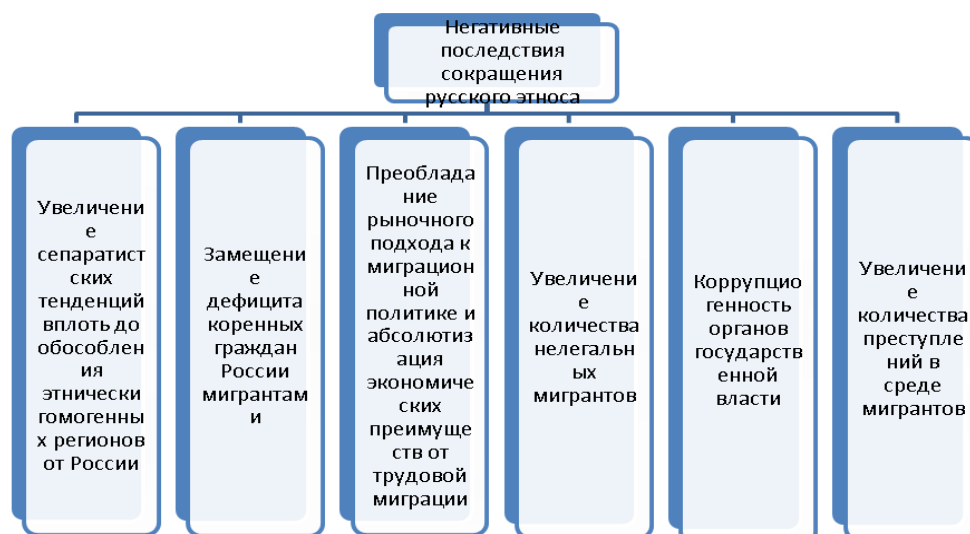 Негативные
последствия
сокращения
русского этноса
Увеличени
е
сепаратист
ских
тенденций
вплоть до
обособлен
ия
этнически
гомогенны
х регионов
от России
Замещени
е
дефицита
коренных
граждан
России
мигрантам
и
Преоблада
ние
рыночного
подхода к
миграцион
ной
политике и
абсолютиз
ация
экономиче
ских
преимуще
ств от
трудовой
миграции
Увеличени
е
количества
нелегальн
ых
мигрантов
Коррупцио
генность
органов
государств
енной
власти
Увеличени
е
количества
преступле
ний в
среде
мигрантов